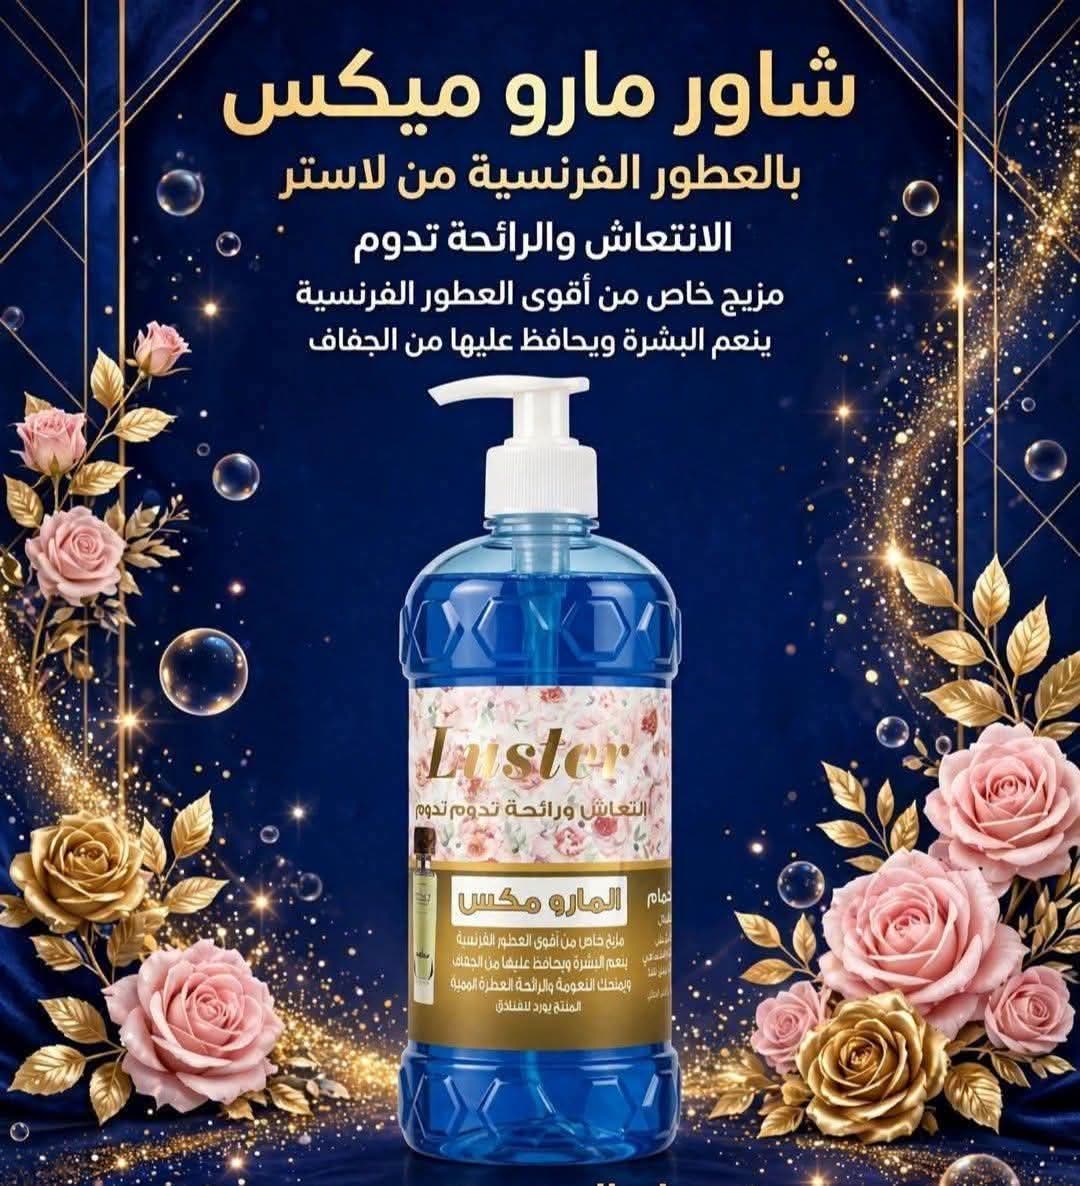 شاور مارو ميكس
بالعطور الفرنسية من لاستر
الانتعاش والرائحة تدوم
مزيج خاص من أقوى العطور الفرنسية
ينعم البشرة ويحافظ عليها من الجفاف
Luster
إنتعاش ورائحة تدوم تدوم
المارو مكس
مزيج خاص من أقوى العطور الفرنسية
ينعم البشرة ويحافظ عليها من الجفاف
ويمنحك النعومة والرائحة العطرة المميزة
المنتج يورد للفنادق
حمام